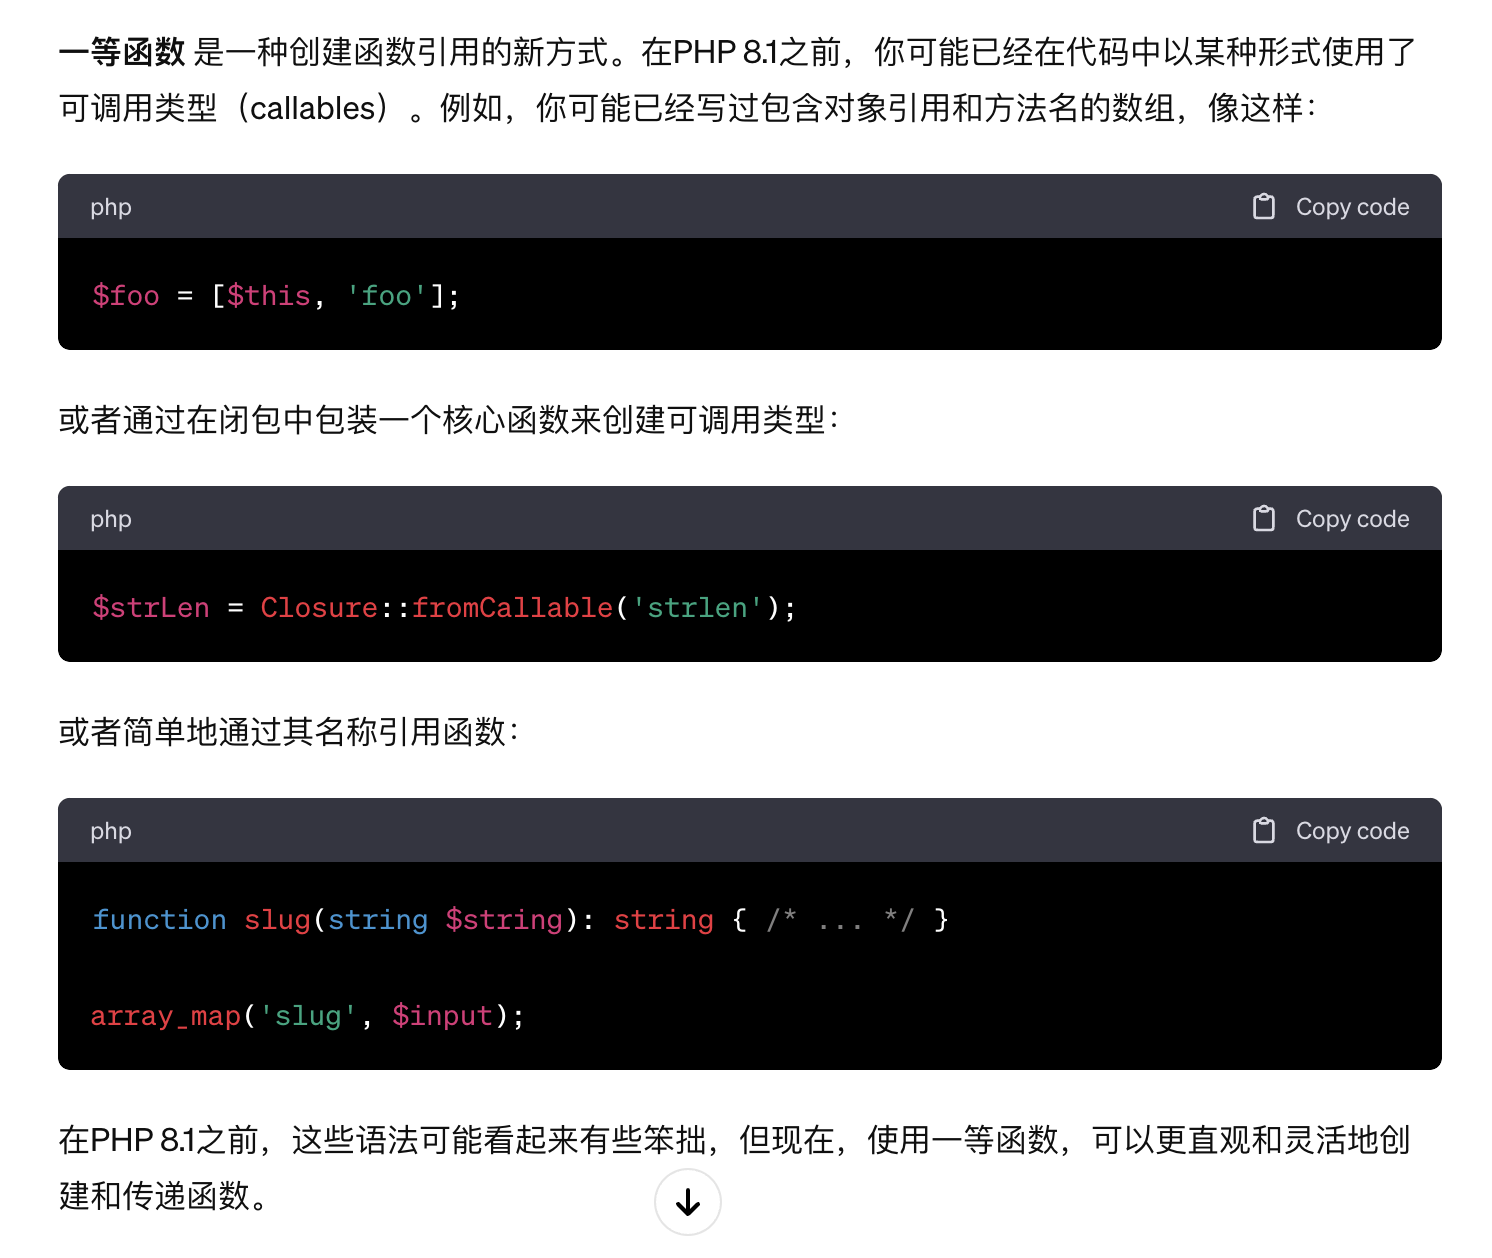 一等函数 是一种创建函数引用的新方式。在PHP 8.1之前，你可能已经在代码中以某种形式使用了
可调用类型（callables）。例如，你可能已经写过包含对象引用和方法名的数组，像这样：
php
Copy code
$foo = [$this, 'foo'];
或者通过在闭包中包装一个核心函数来创建可调用类型：
php
Copy code
$strLen = Closure::fromCallable('strlen');
或者简单地通过其名称引用函数：
php
Copy code
function slug(string $string): string { /* ... */ }
array_map('slug', $input);
在PHP 8.1之前，这些语法可能看起来有些笨拙，但现在，使用一等函数，可以更直观和灵活地创
建和传递函数。